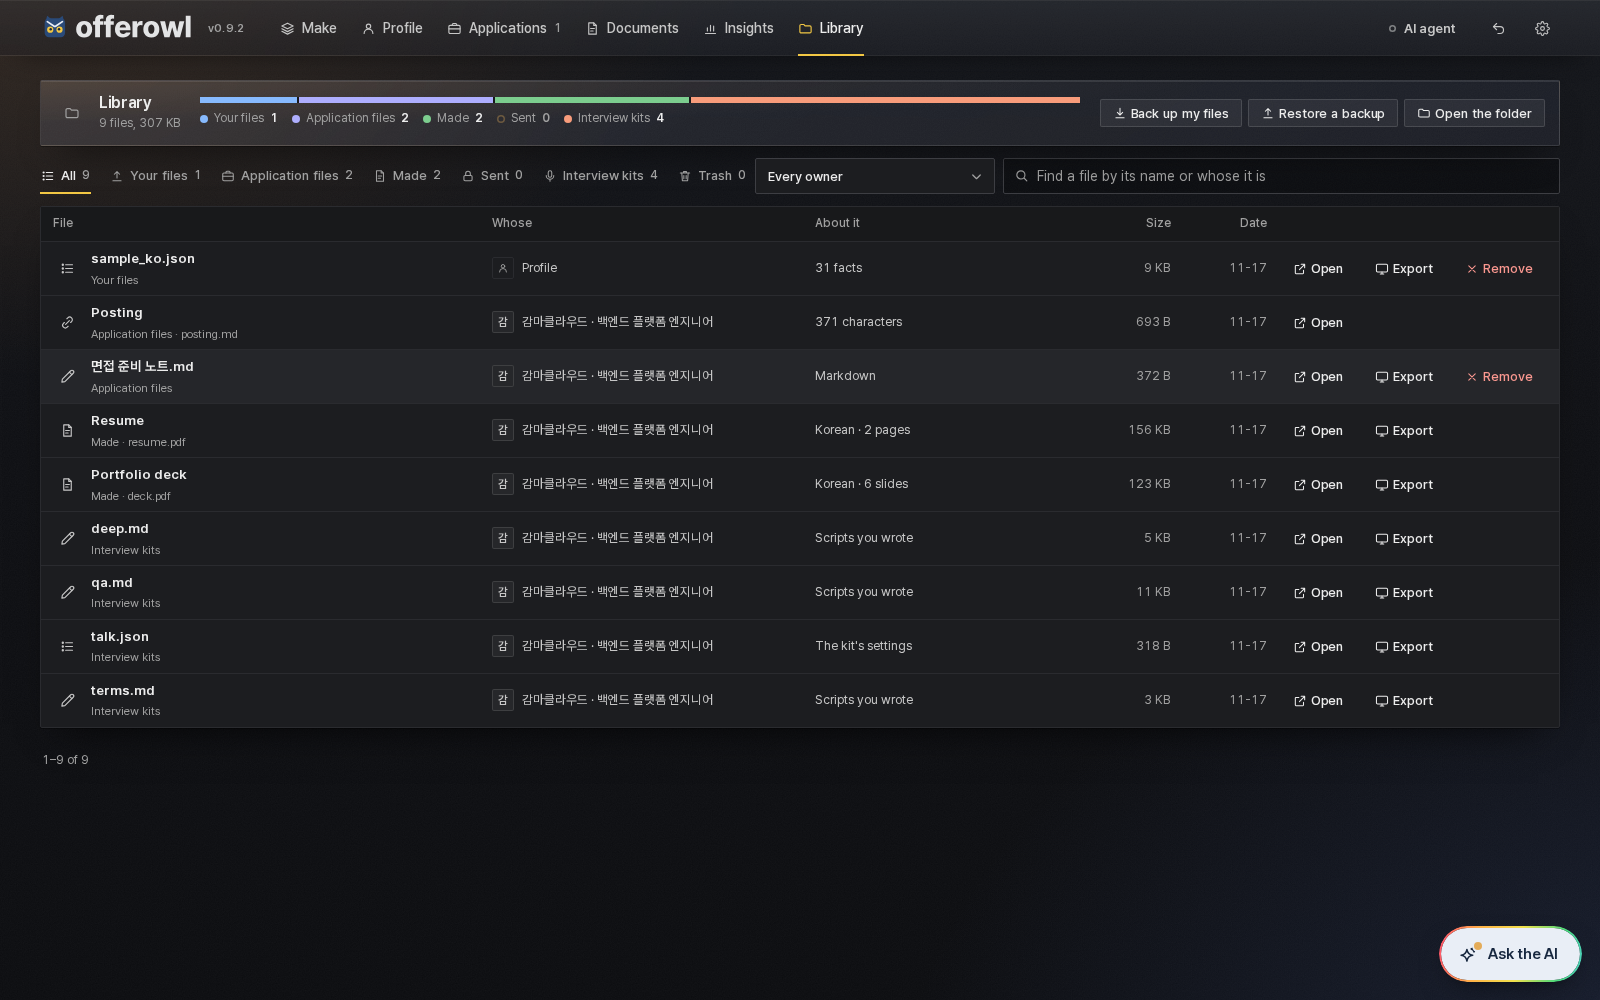 offerowl v0.9.2 Make Profile Applications 1 Documents Insights Library AI agent
Library
9 files, 307 KB
Your files 1 Application files 2 Made 2 Sent 0 Interview kits 4
Back up my files Restore a backup Open the folder
All 9 Your files 1 Application files 2 Made 2 Sent 0 Interview kits 4 Trash 0 Every owner Find a file by its name or whose it is
File Whose About it Size Date
sample_ko.json
Your files
Profile 31 facts 9 KB 11-17 Open Export Remove
Posting
Application files · posting.md
감 감마클라우드 · 백엔드 플랫폼 엔지니어 371 characters 693 B 11-17 Open
면접 준비 노트.md
Application files
감 감마클라우드 · 백엔드 플랫폼 엔지니어 Markdown 372 B 11-17 Open Export Remove
Resume
Made · resume.pdf
감 감마클라우드 · 백엔드 플랫폼 엔지니어 Korean · 2 pages 156 KB 11-17 Open Export
Portfolio deck
Made · deck.pdf
감 감마클라우드 · 백엔드 플랫폼 엔지니어 Korean · 6 slides 123 KB 11-17 Open Export
deep.md
Interview kits
감 감마클라우드 · 백엔드 플랫폼 엔지니어 Scripts you wrote 5 KB 11-17 Open Export
qa.md
Interview kits
감 감마클라우드 · 백엔드 플랫폼 엔지니어 Scripts you wrote 11 KB 11-17 Open Export
talk.json
Interview kits
감 감마클라우드 · 백엔드 플랫폼 엔지니어 The kit's settings 318 B 11-17 Open Export
terms.md
Interview kits
감 감마클라우드 · 백엔드 플랫폼 엔지니어 Scripts you wrote 3 KB 11-17 Open Export
1–9 of 9
Ask the AI